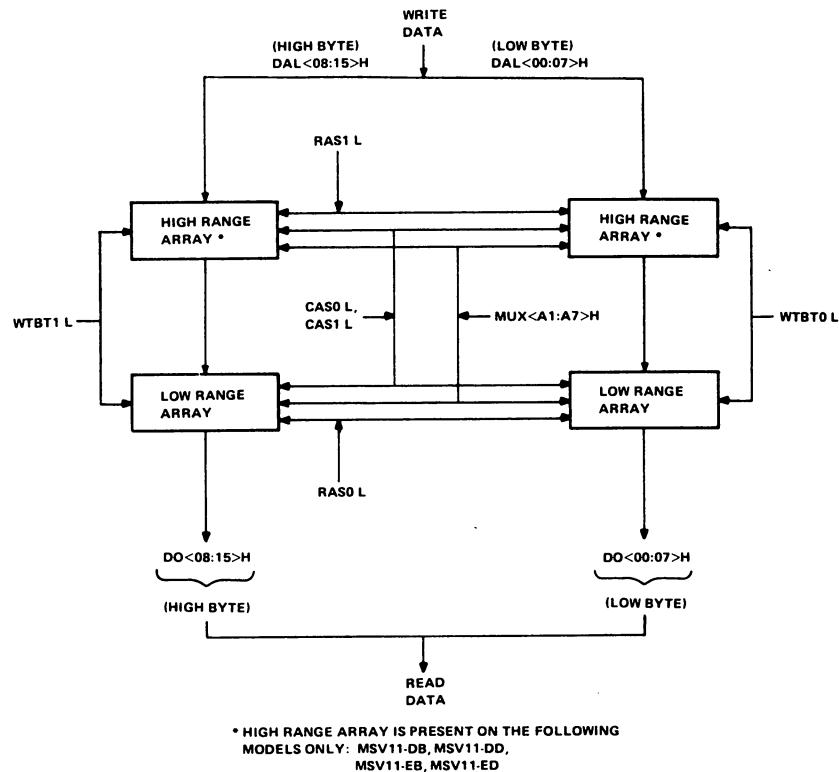 WRITE
DATA
(HIGH BYTE)
DAL<08:15>H
(LOW BYTE)
DAL<00:07>H
RAS1 L
HIGH RANGE
ARRAY *
HIGH RANGE
ARRAY *
WTBT1 L
CAS0 L,
CAS1 L
MUX<A1:A7>H
WTBT0 L
LOW RANGE
ARRAY
LOW RANGE
ARRAY
RAS0 L
DO<08:15>H
(HIGH BYTE)
DO<00:07>H
(LOW BYTE)
READ
DATA
* HIGH RANGE ARRAY IS PRESENT ON THE FOLLOWING
MODELS ONLY: MSV11-DB, MSV11-DD,
MSV11-EB, MSV11-ED